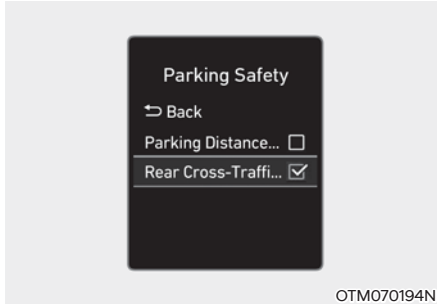 Parking Safety
Back
Parking Distance...
Rear Cross-Traffi...
OTM070194N